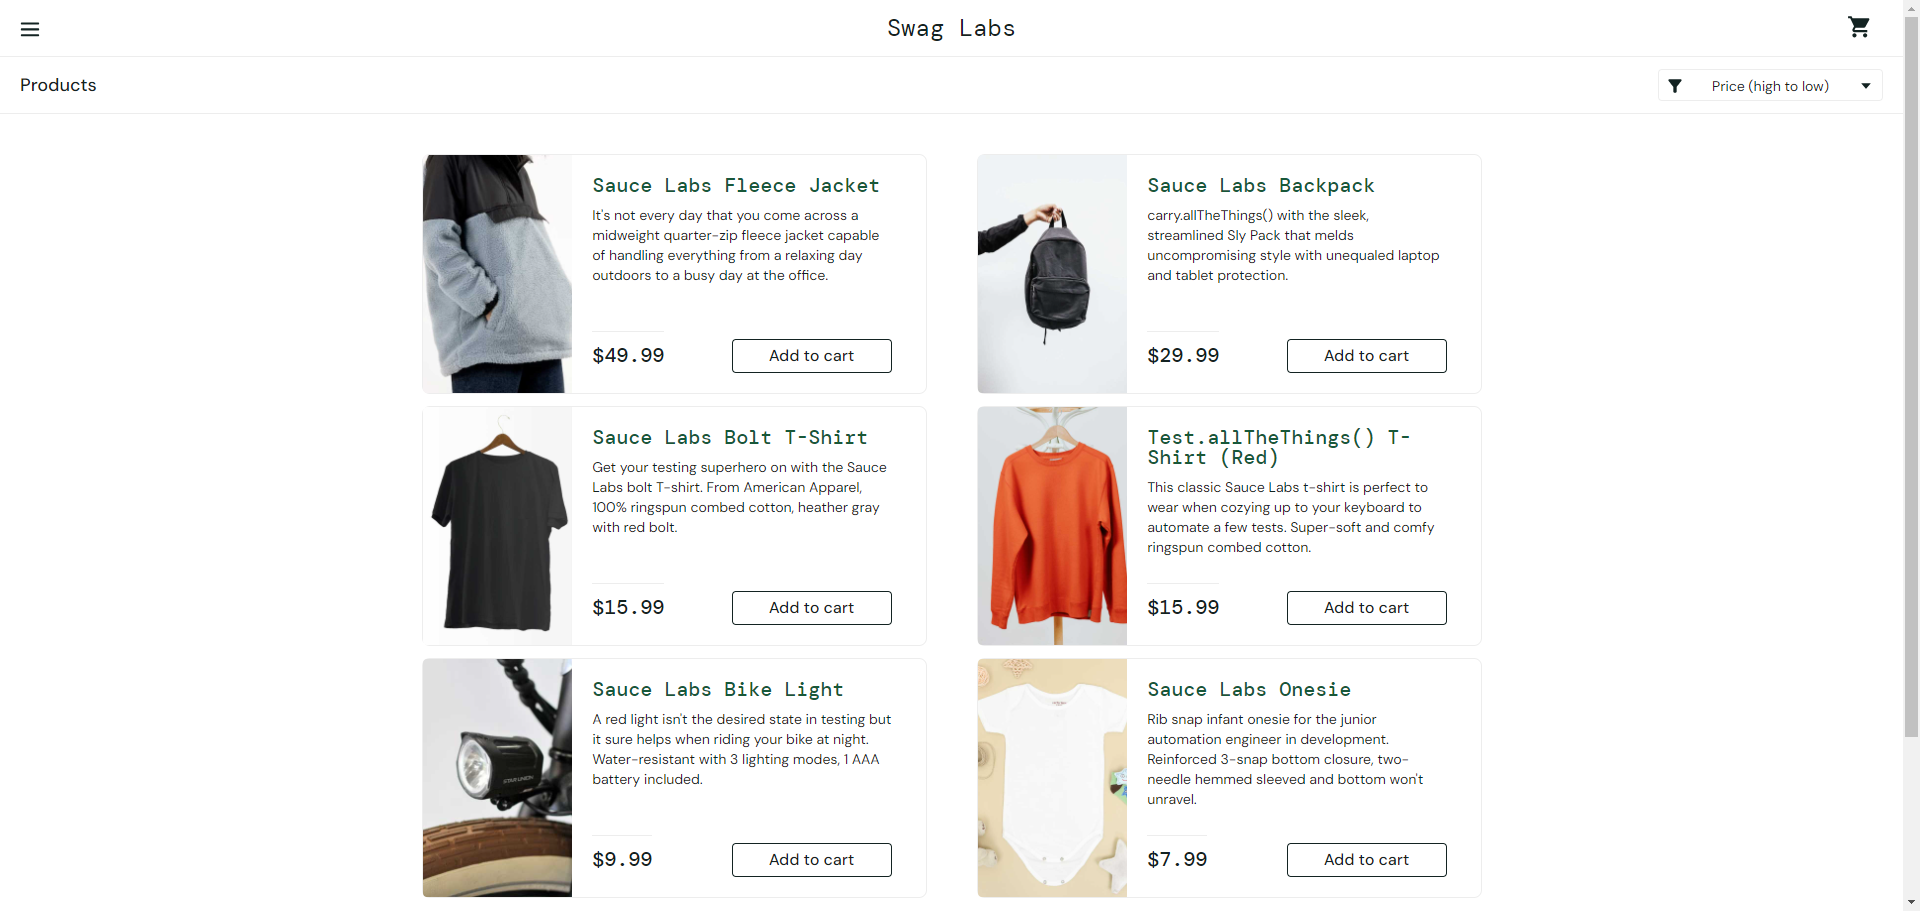 Swag Labs
Products
Price (high to low)
Sauce Labs Fleece Jacket
It's not every day that you come across a
midweight quarter-zip fleece jacket capable
of handling everything from a relaxing day
outdoors to a busy day at the office.
$49.99
Add to cart
Sauce Labs Backpack
carry.allTheThings() with the sleek,
streamlined Sly Pack that melds
uncompromising style with unequaled laptop
and tablet protection.
$29.99
Add to cart
Sauce Labs Bolt T-Shirt
Get your testing superhero on with the Sauce
Labs bolt T-shirt. From American Apparel,
100% ringspun combed cotton, heather gray
with red bolt.
$15.99
Add to cart
Test.allTheThings() T-
Shirt (Red)
This classic Sauce Labs t-shirt is perfect to
wear when cozying up to your keyboard to
automate a few tests. Super-soft and comfy
ringspun combed cotton.
$15.99
Add to cart
Sauce Labs Bike Light
A red light isn't the desired state in testing but
it sure helps when riding your bike at night.
Water-resistant with 3 lighting modes, 1 AAA
battery included.
$9.99
Add to cart
STAR UNION
Sauce Labs Onesie
Rib snap infant onesie for the junior
automation engineer in development.
Reinforced 3-snap bottom closure, two-
needle hemmed sleeved and bottom won't
unravel.
$7.99
Add to cart